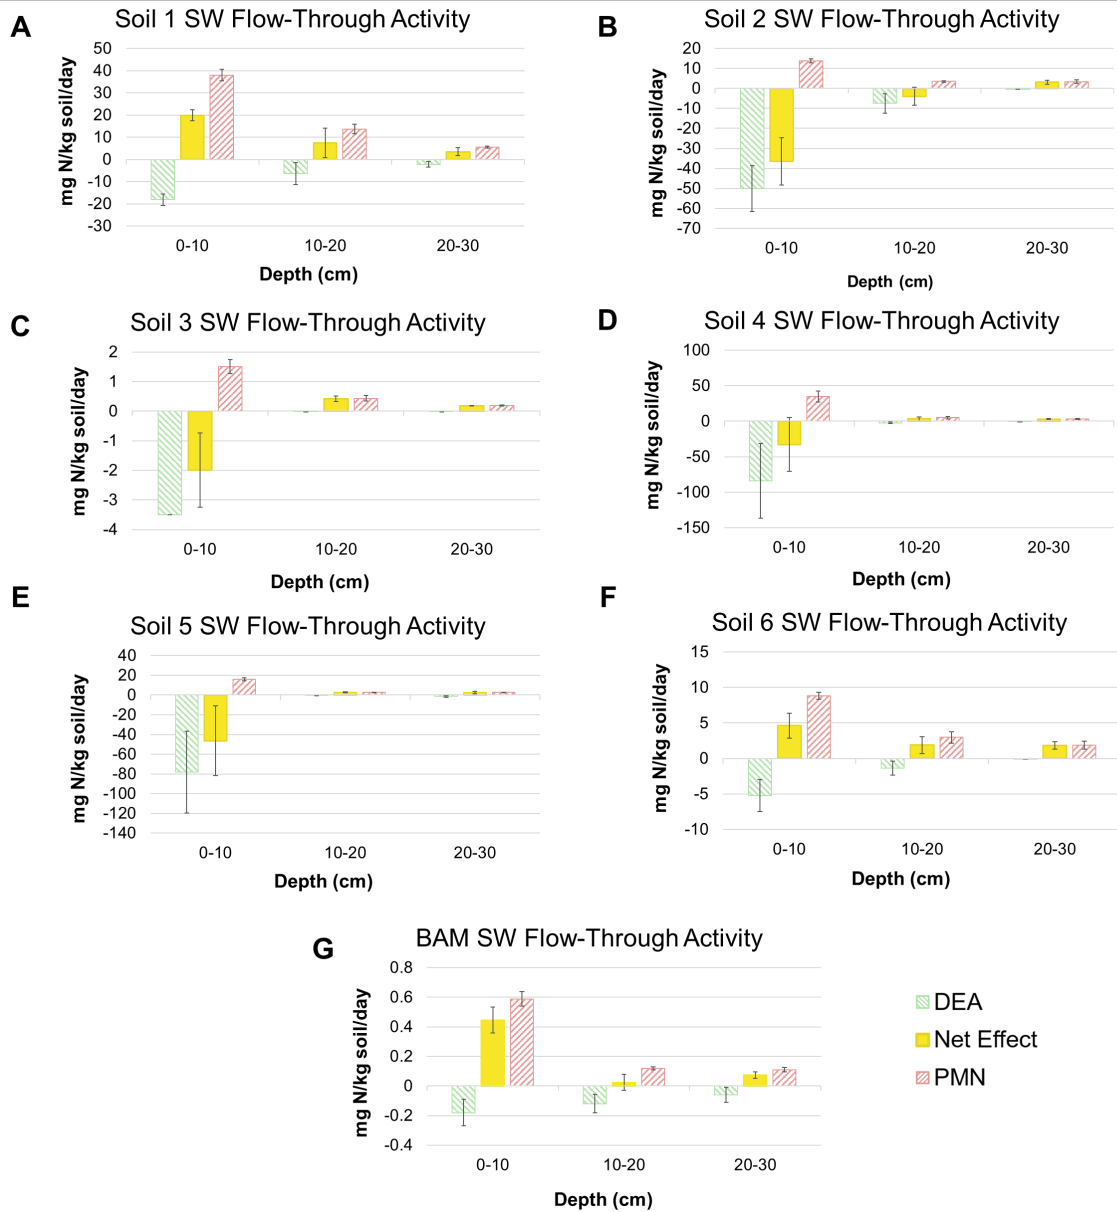 A
Soil 1 SW Flow-Through Activity
mg N/kg soil/day
50
40
30
20
10
0
-10
-20
-30
0-10
10-20
20-30
Depth (cm)
B
Soil 2 SW Flow-Through Activity
mg N/kg soil/day
20
10
0
-10
-20
-30
-40
-50
-60
-70
0-10
10-20
20-30
Depth (cm)
C
Soil 3 SW Flow-Through Activity
mg N/kg soil/day
2
1
0
-1
-2
-3
-4
0-10
10-20
20-30
Depth (cm)
D
Soil 4 SW Flow-Through Activity
mg N/kg soil/day
100
50
0
-50
-100
-150
0-10
10-20
20-30
Depth (cm)
E
Soil 5 SW Flow-Through Activity
mg N/kg soil/day
40
20
0
-20
-40
-60
-80
-100
-120
-140
0-10
10-20
20-30
Depth (cm)
F
Soil 6 SW Flow-Through Activity
mg N/kg soil/day
15
10
5
0
-5
-10
0-10
10-20
20-30
Depth (cm)
G
BAM SW Flow-Through Activity
mg N/kg soil/day
0.8
0.6
0.4
0.2
0
-0.2
-0.4
0-10
10-20
20-30
Depth (cm)
DEA
Net Effect
PMN